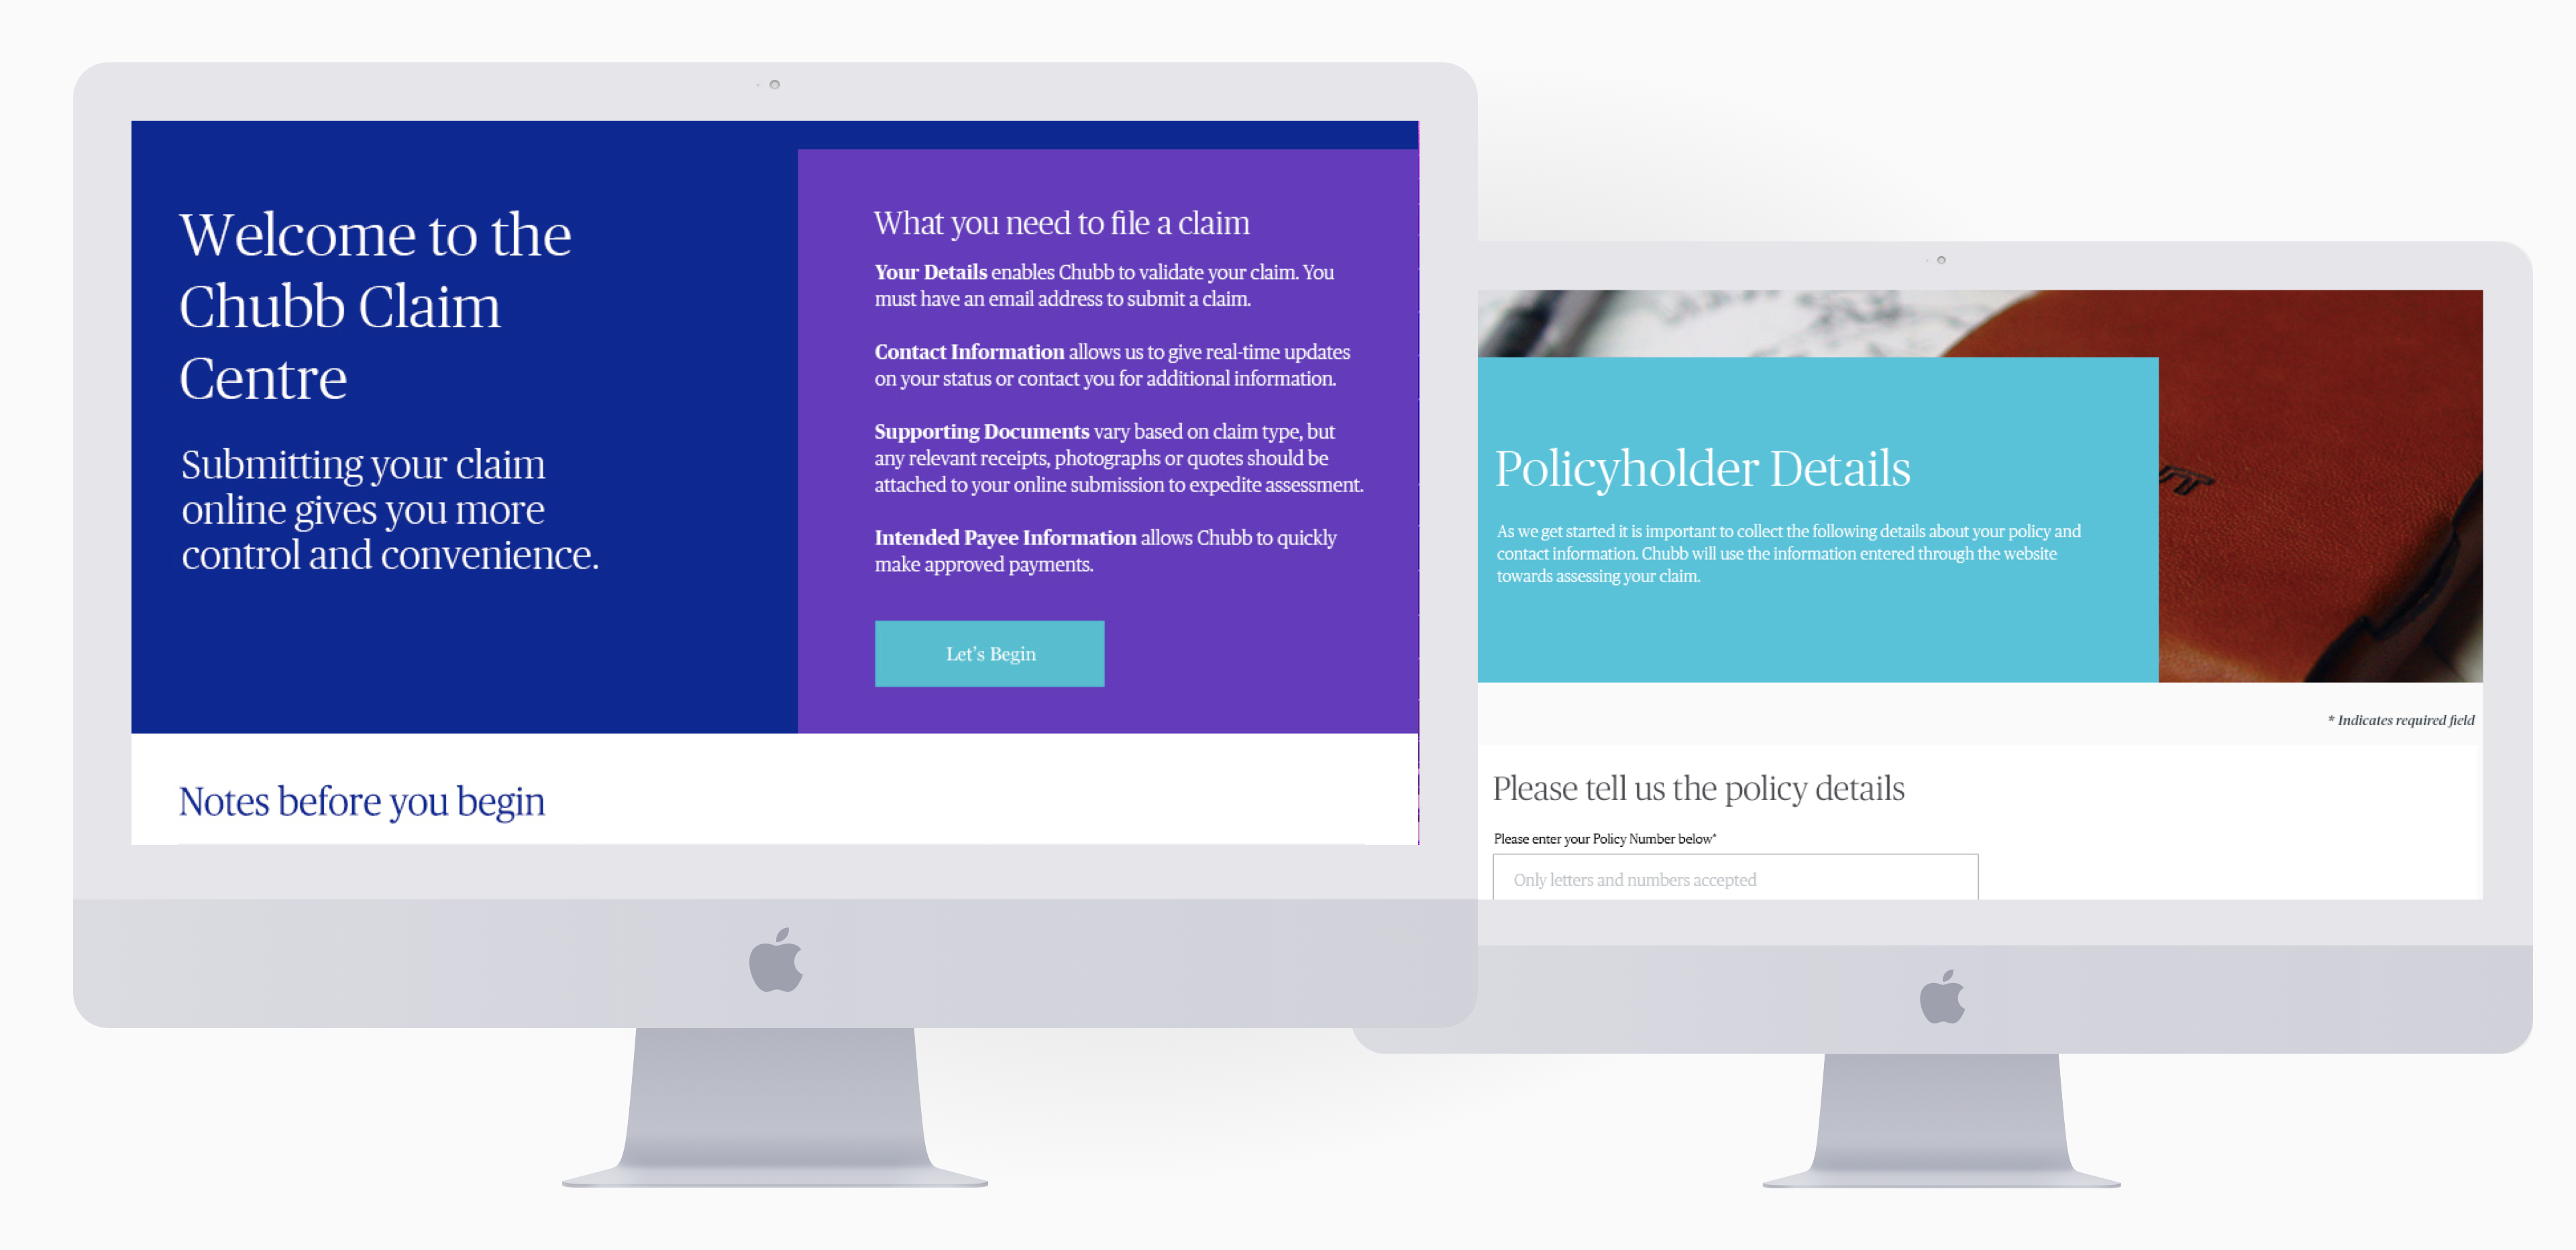 Welcome to the
Chubb Claim
Centre
Submitting your claim
online gives you more
control and convenience.
What you need to file a claim
Your Details enables Chubb to validate your claim. You
must have an email address to submit a claim.
Contact Information allows us to give real-time updates
on your status or contact you for additional information.
Supporting Documents vary based on claim type, but
any relevant receipts, photographs or quotes should be
attached to your online submission to expedite assessment.
Intended Payee Information allows Chubb to quickly
make approved payments.
Let's Begin
Notes before you begin
Policyholder Details
As we get started it is important to collect the following details about your policy and
contact information. Chubb will use the information entered through the website
towards assessing your claim.
* Indicates required field
Please tell us the policy details
Please enter your Policy Number below*
Only letters and numbers accepted